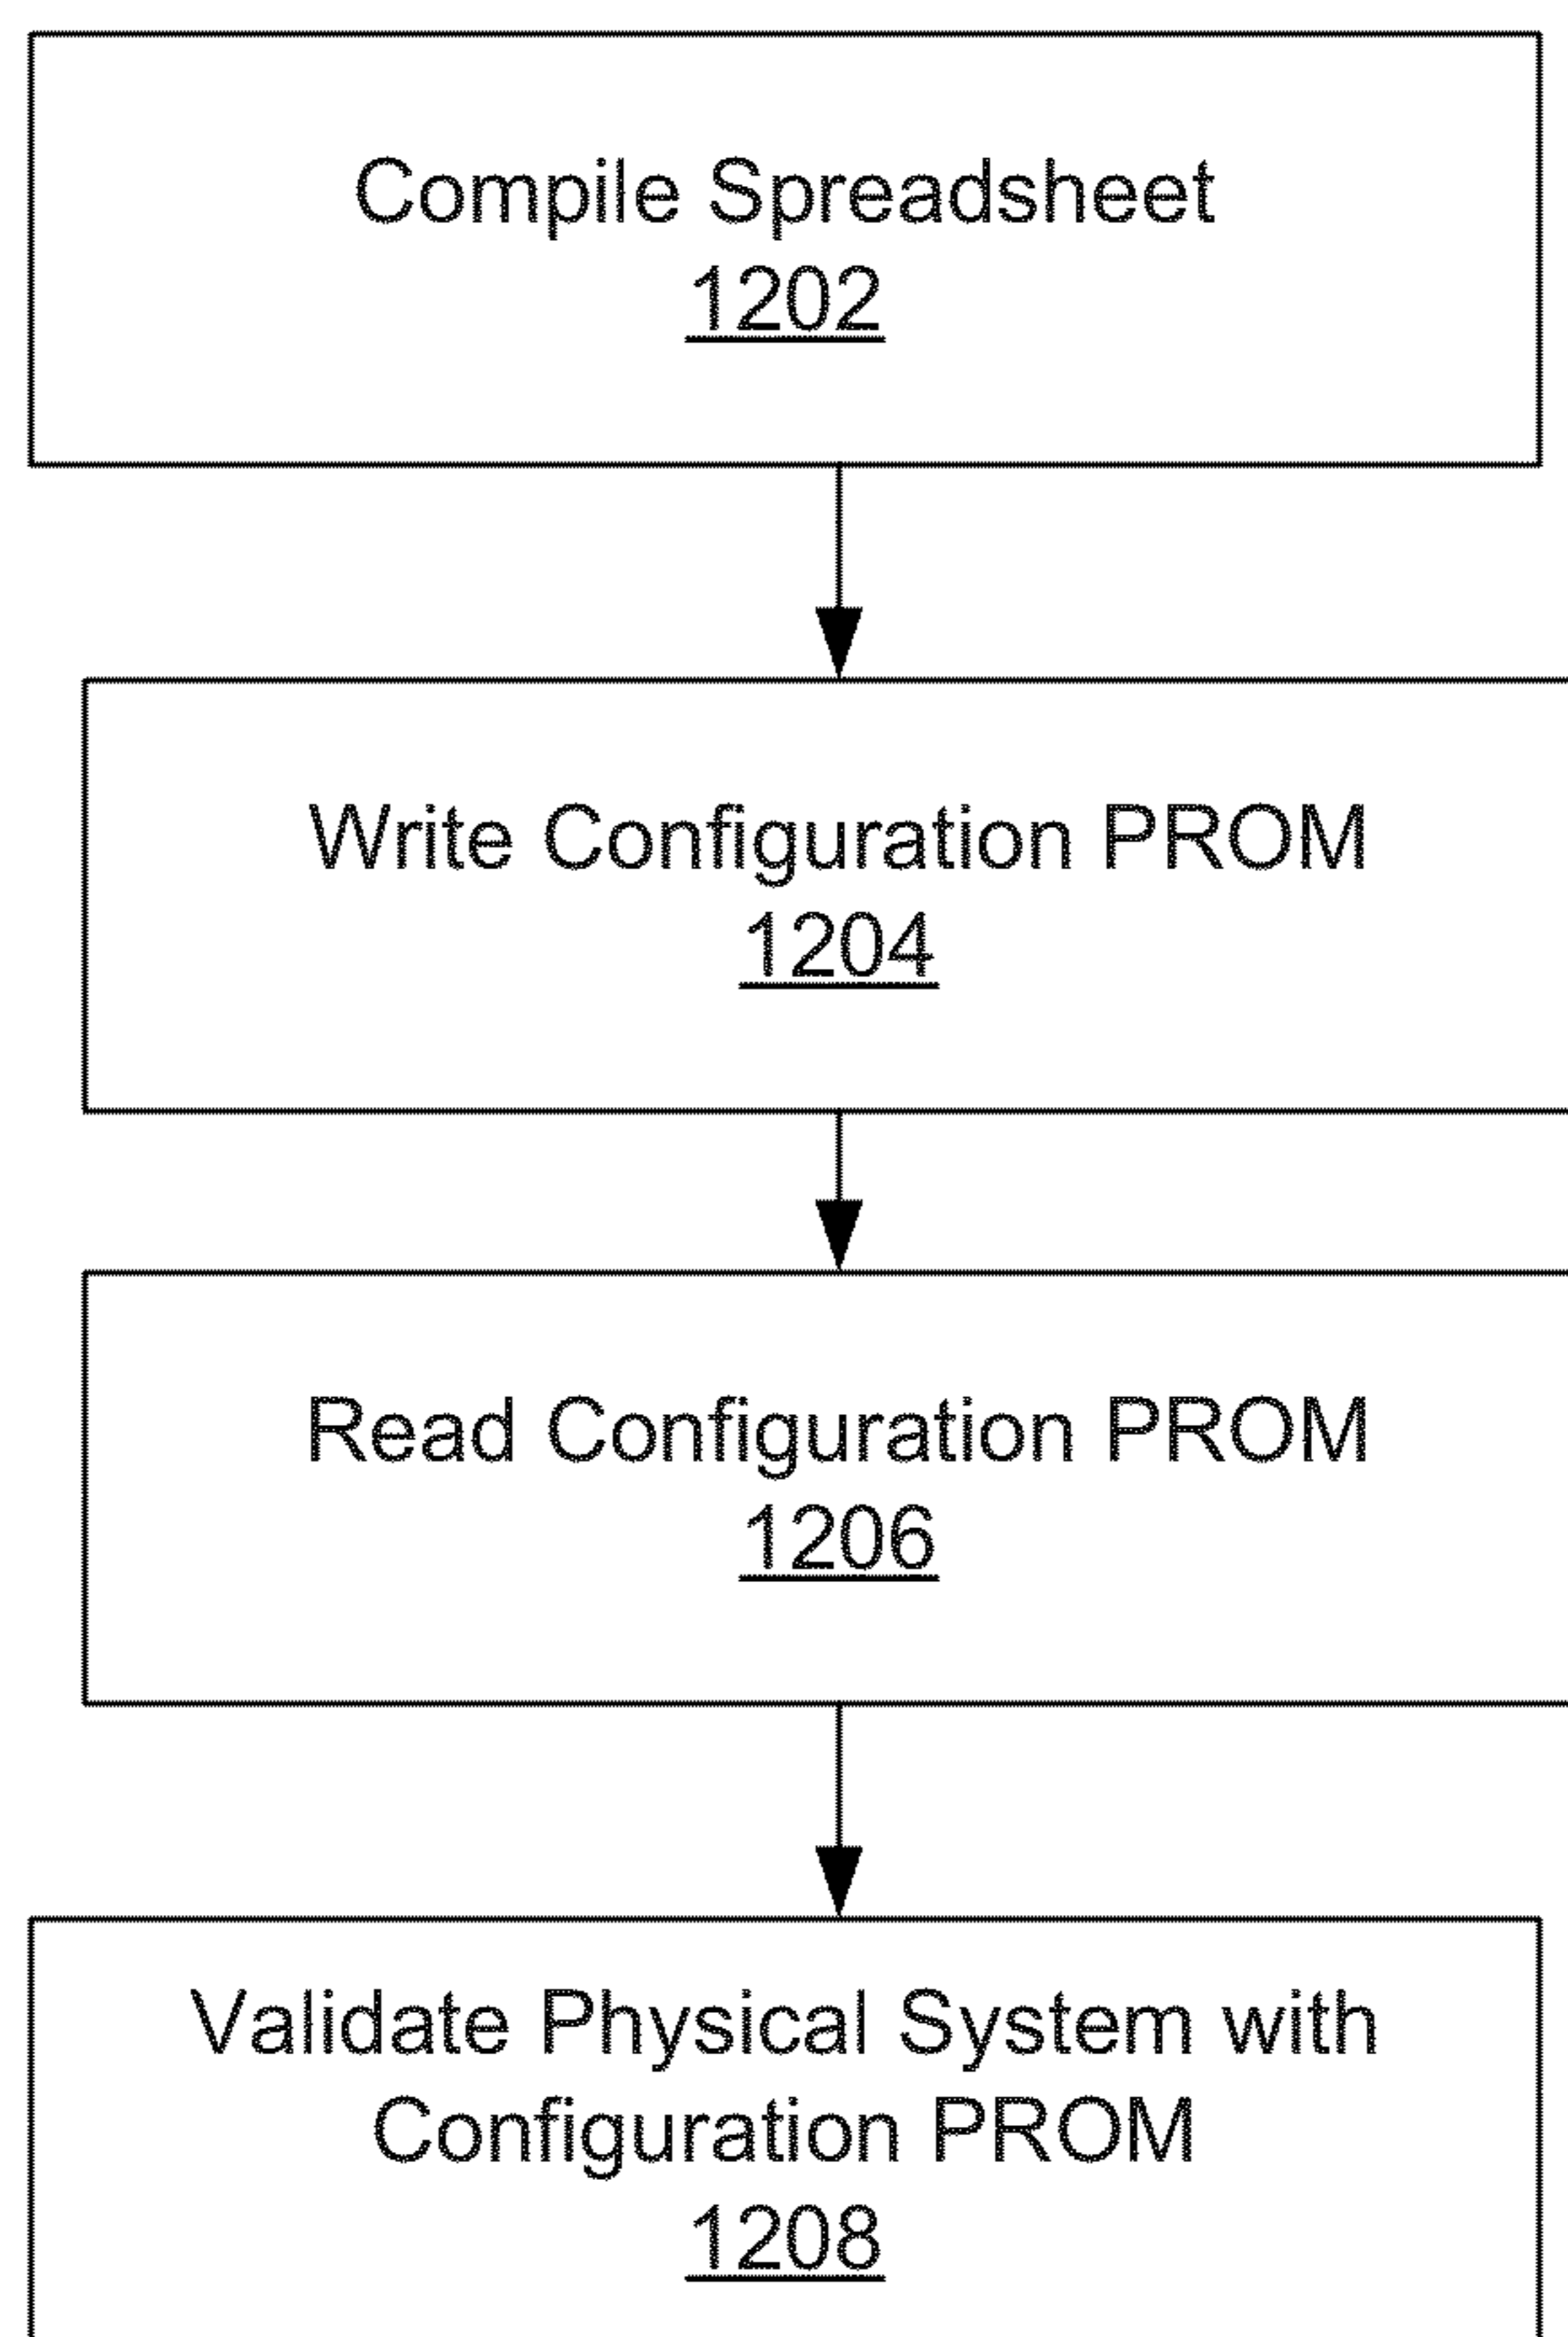 Compile Spreadsheet
1202
Write Configuration PROM
1204
Read Configuration PROM
1206
Validate Physical System with
Configuration PROM
1208